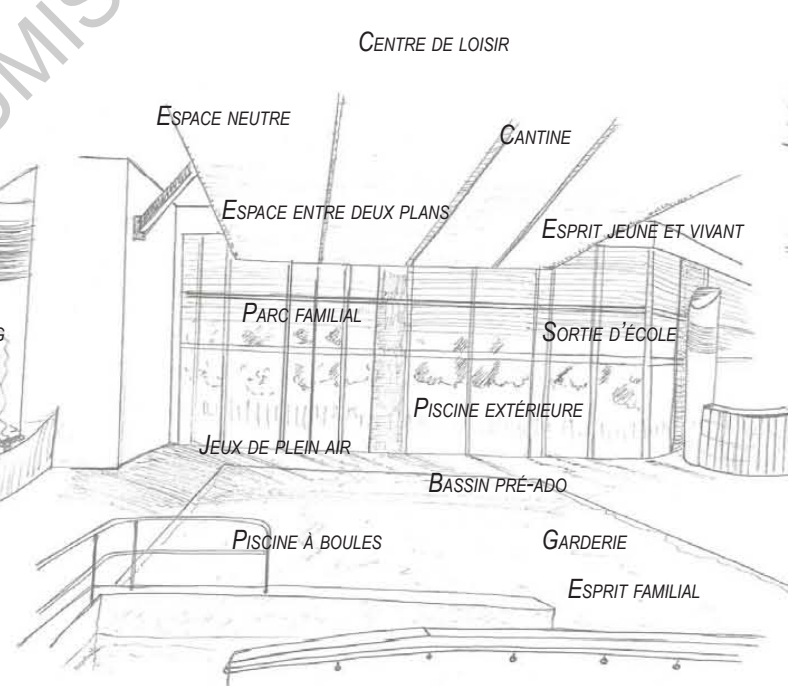 Centre de loisir
Espace neutre
Cantine
Espace entre deux plans
Esprit jeune et vivant
Parc familial
Sortie d'école
Piscine extérieure
Jeux de plein air
Bassin pré-ado
Piscine à boules
Garderie
Esprit familial